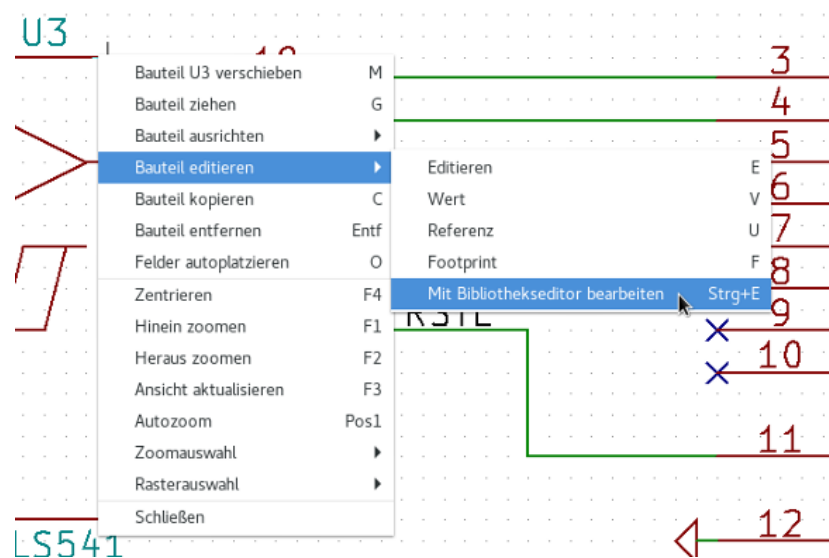 U3
Bauteil U3 verschieben M
Bauteil ziehen G
Bauteil ausrichten
Bauteil editieren
Bauteil kopieren C
Bauteil entfernen Entf
Felder autoplatzieren O
Zentrieren F4
Hinein zoomen F1
Heraus zoomen F2
Ansicht aktualisieren F3
Autozoom Pos1
Zoomauswahl
Rasterauswahl
Schließen
Editieren E
Wert V
Referenz U
Footprint F
Mit Bibliothekseditor bearbeiten Strg+E
3
4
5
6
7
8
9
10
11
12
LS541